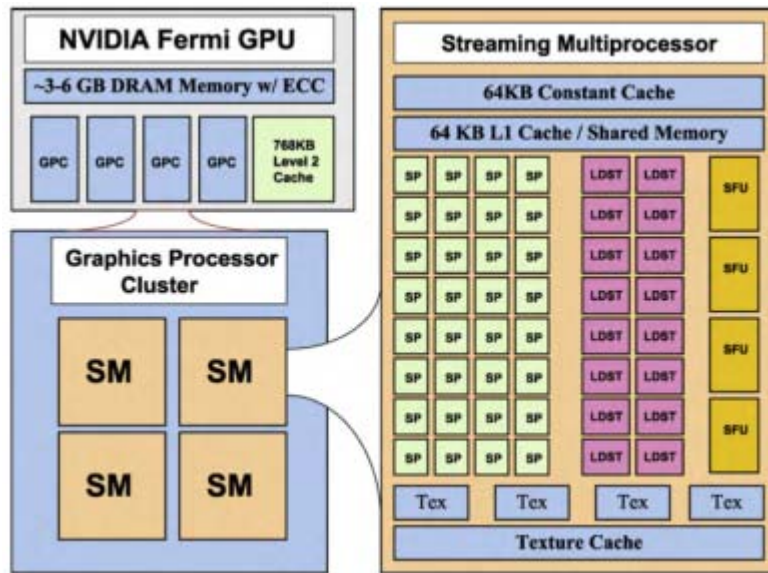 NVIDIA Fermi GPU
~3-6 GB DRAM Memory w/ ECC
GPC GPC GPC GPC
768KB
Level 2
Cache
Graphics Processor
Cluster
SM SM
SM SM
Streaming Multiprocessor
64KB Constant Cache
64 KB L1 Cache / Shared Memory
SP SP SP SP LDST LDST
SFU
SP SP SP SP LDST LDST
SP SP SP SP LDST LDST
SFU
SP SP SP SP LDST LDST
SP SP SP SP LDST LDST
SFU
SP SP SP SP LDST LDST
SP SP SP SP LDST LDST
SFU
SP SP SP SP LDST LDST
Tex Tex Tex Tex
Texture Cache